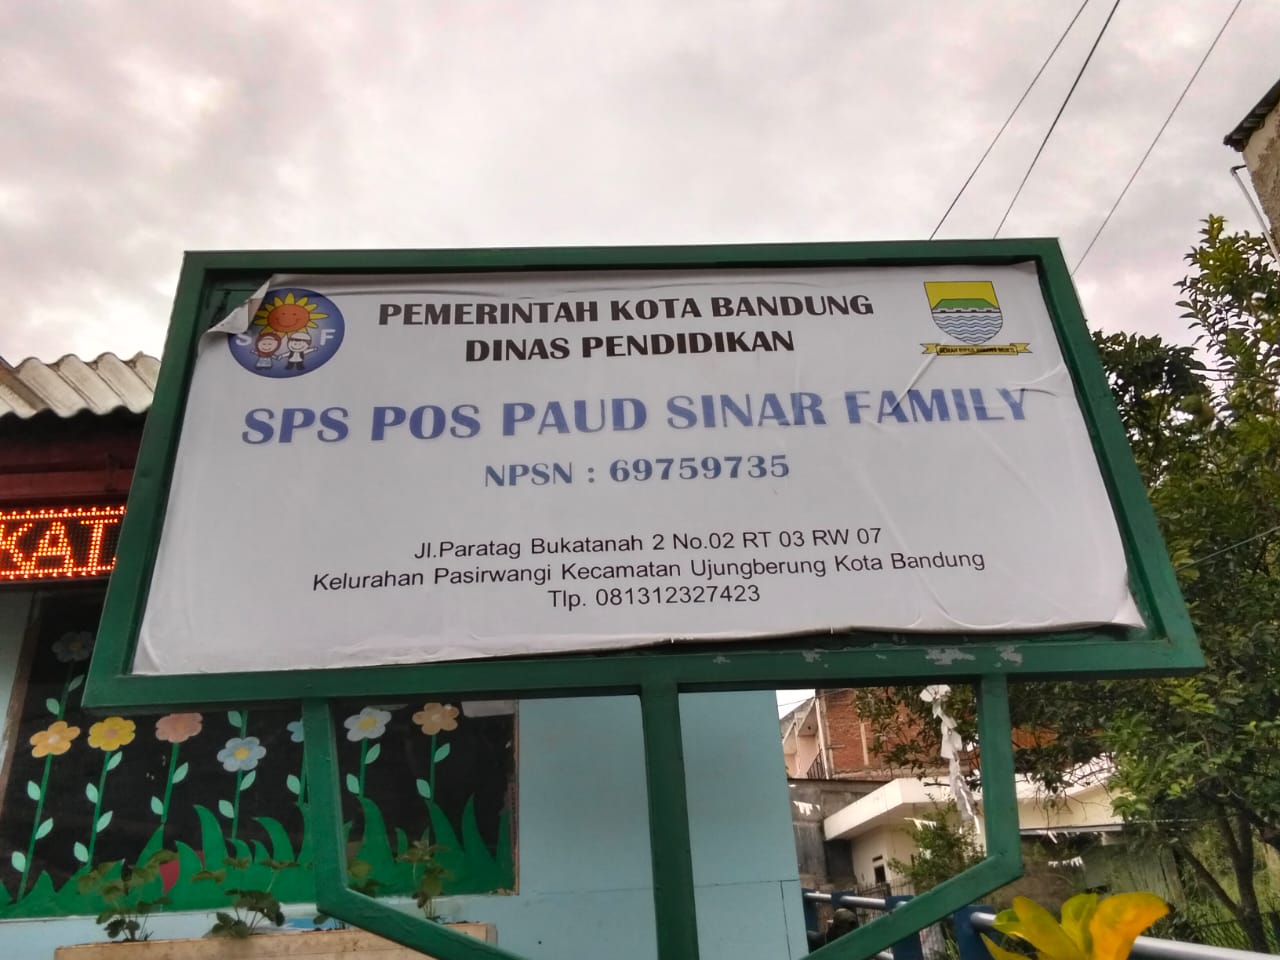 PEMERINTAH KOTA BANDUNG
DINAS PENDIDIKAN
S F
SPS POS PAUD SINAR FAMILY
NPSN : 69759735
Jl.Paratag Bukatanah 2 No.02 RT 03 RW 07
Kelurahan Pasirwangi Kecamatan Ujungberung Kota Bandung
Tlp. 081312327423
KAT